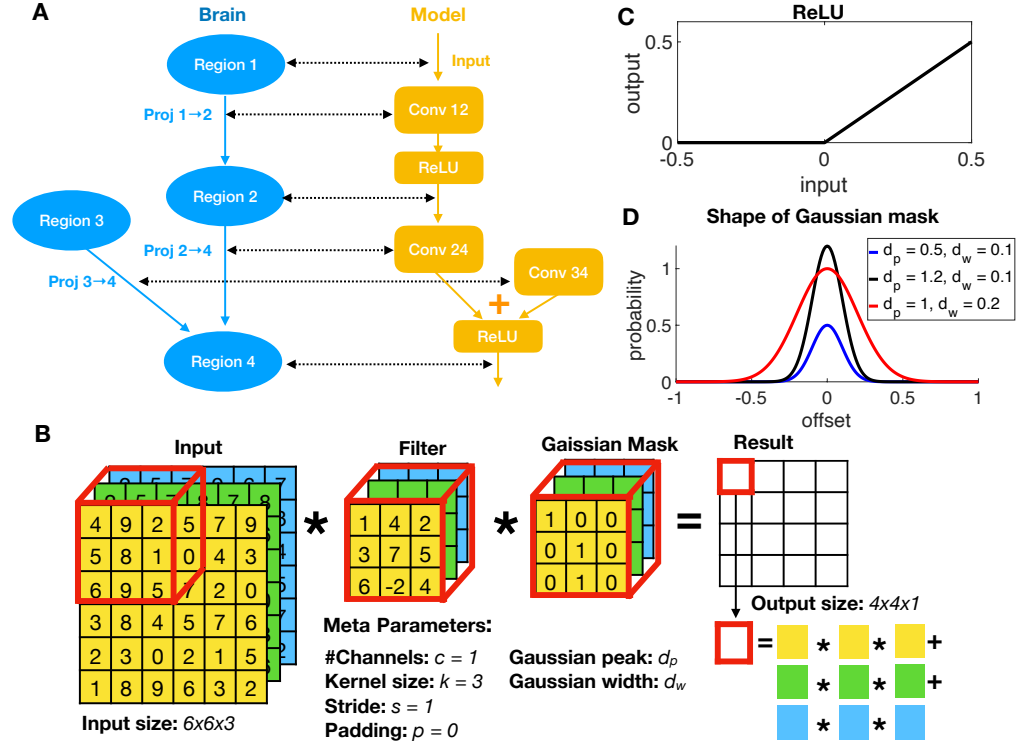 A
Brain
Model
Region 1
Input
Proj 1→2
Conv 12
ReLU
Region 2
Region 3
Proj 2→4
Conv 24
Proj 3→4
Conv 34
+
ReLU
Region 4
C
ReLU
output
0.5
0
-0.5
0
0.5
input
D
Shape of Gaussian mask
d_p = 0.5, d_w = 0.1
d_p = 1.2, d_w = 0.1
d_p = 1, d_w = 0.2
probability
1
0.5
0
-1
-0.5
0
0.5
1
offset
B
Input
Filter
Gaissian Mask
Result
4 9 2 5 7 9
5 8 1 0 4 3
6 9 5 7 2 0
3 8 4 5 7 6
2 3 0 2 1 5
1 8 9 6 3 2
*
1 4 2
3 7 5
6 -2 4
*
1 0 0
0 1 0
0 1 0
=
Input size: 6x6x3
Meta Parameters:
#Channels: c = 1
Kernel size: k = 3
Stride: s = 1
Padding: p = 0
Gaussian peak: d_p
Gaussian width: d_w
Output size: 4x4x1
= * * +
* * +
* *